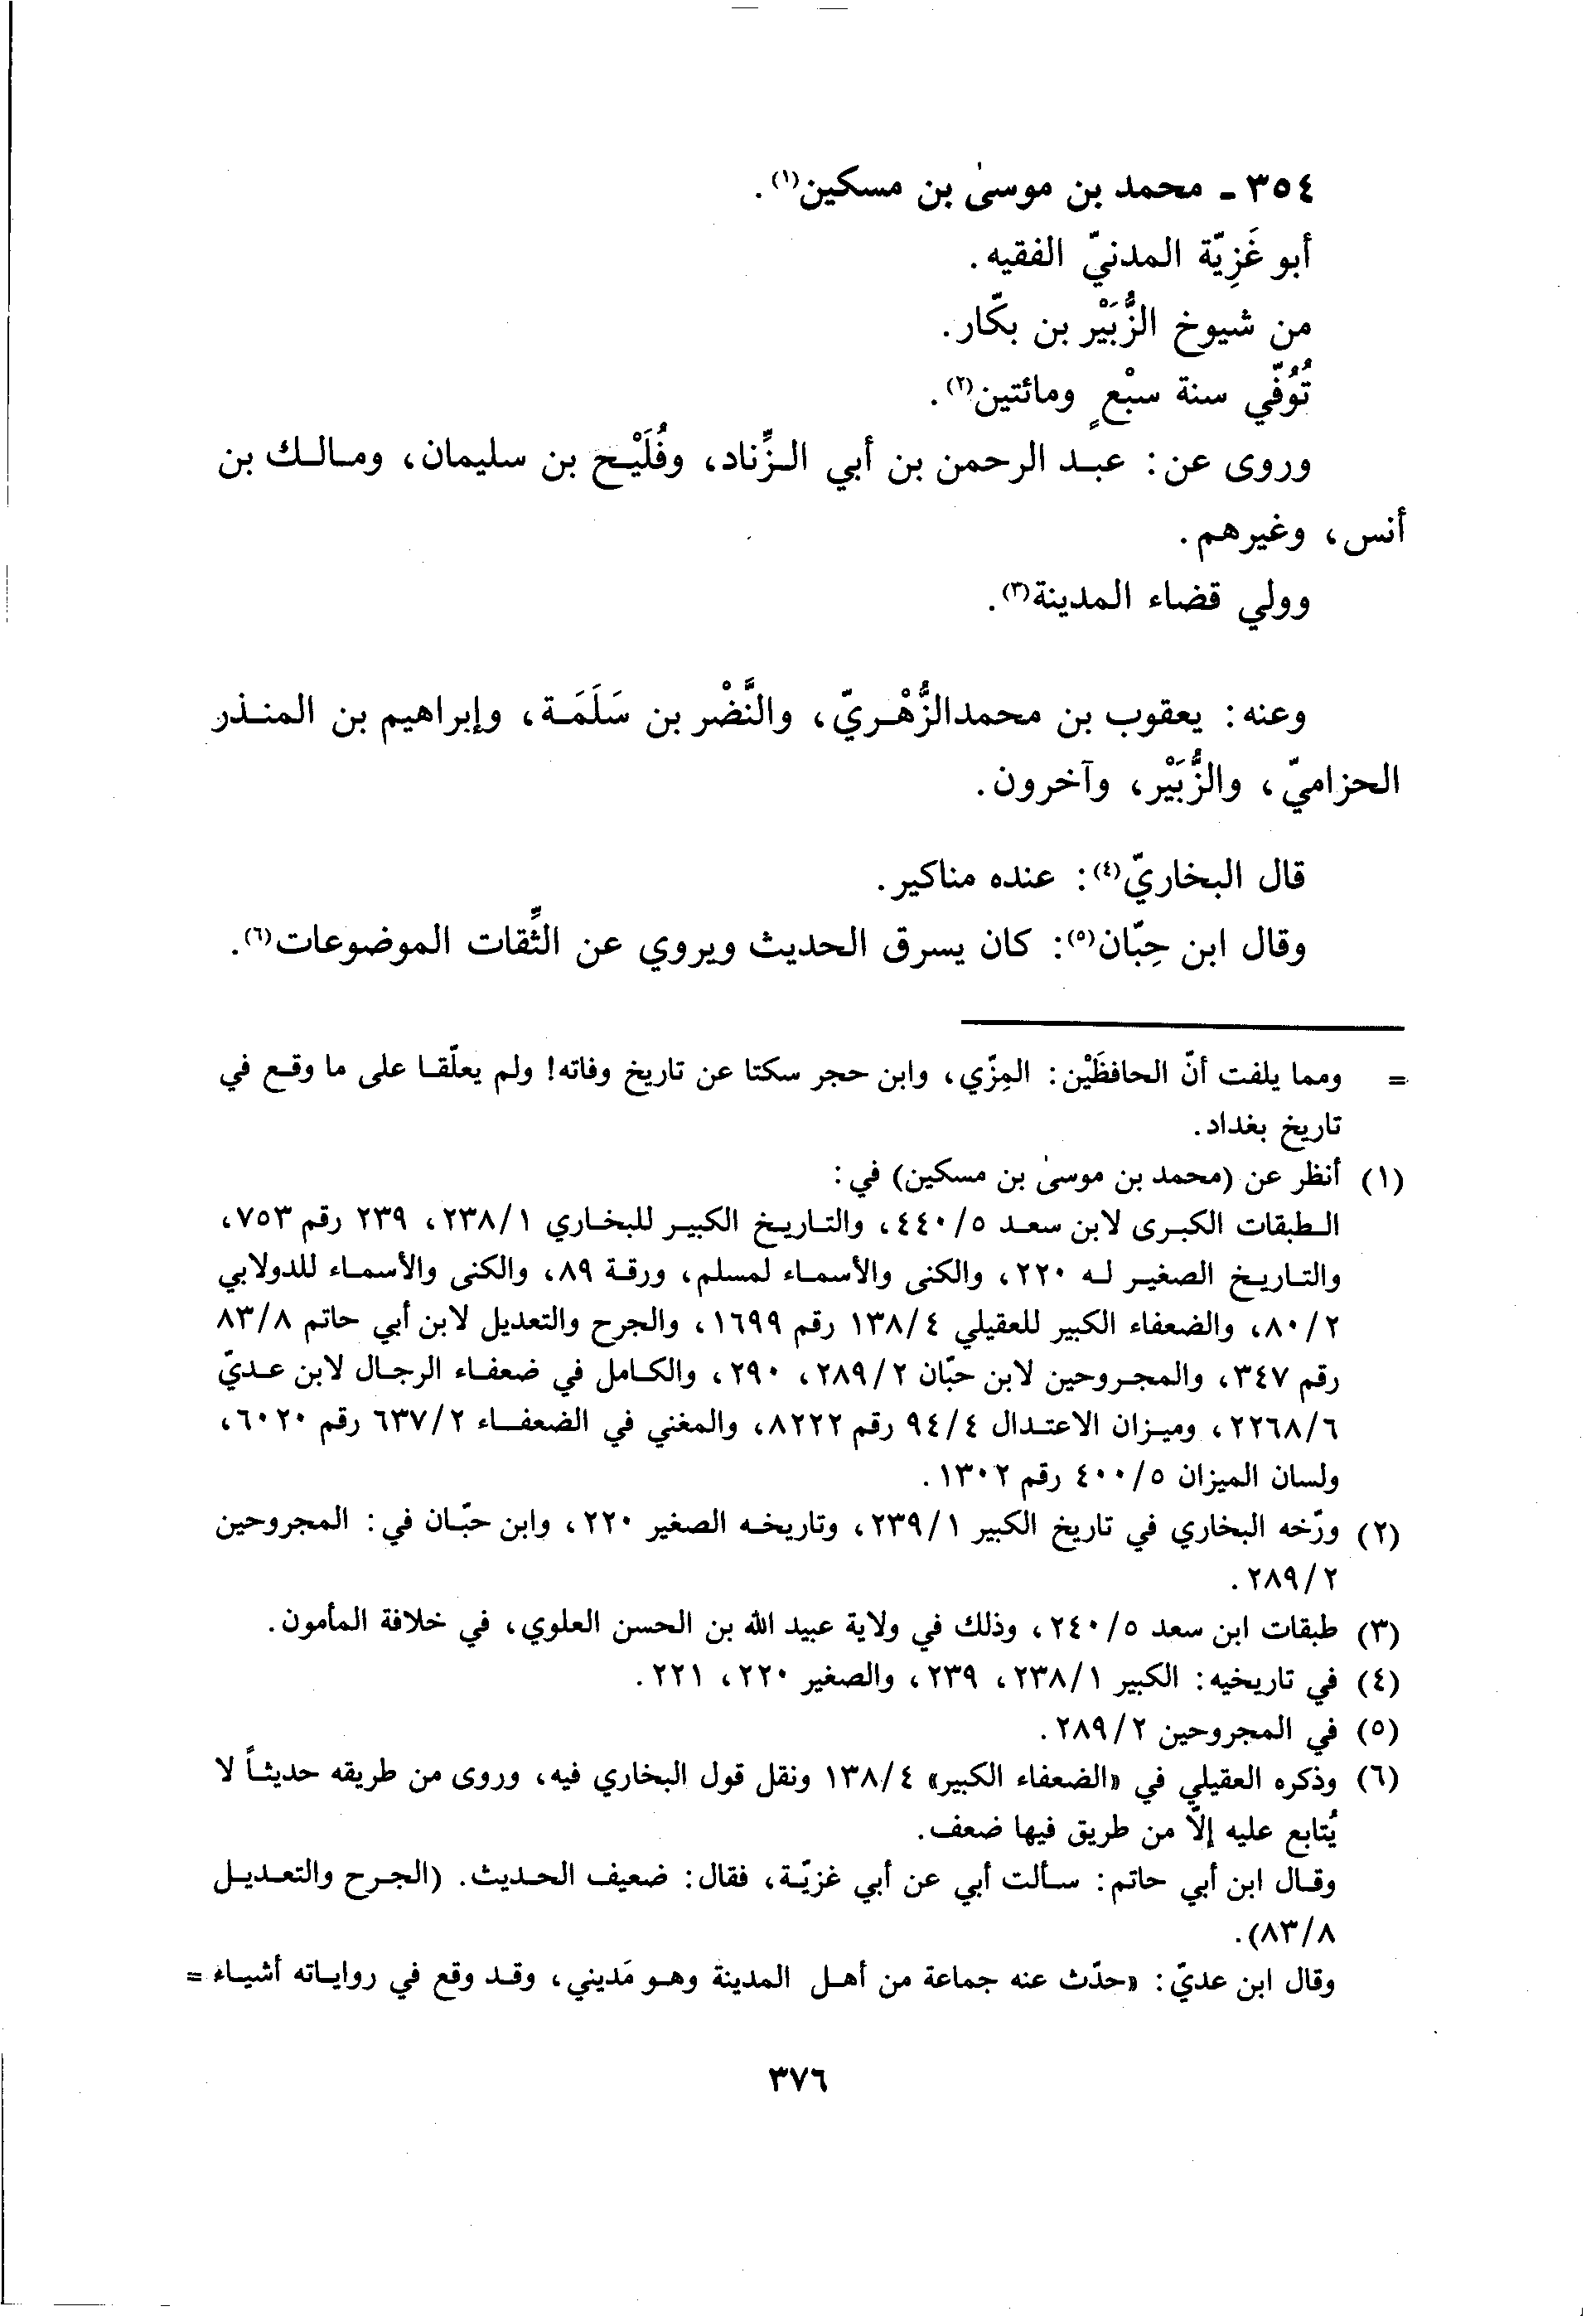 ٣٥٤ ـ محمد بن موسىٰ بن مسكين(١).
أبو غَزِيّة المدنيّ الفقيه.
من شيوخ الزُّبَيْر بن بكّار.
تُوُفّي سنة سبْعٍ ومائتين(٢).
وروى عن: عبد الرحمن بن أبي الزِّناد، وفُلَيْح بن سليمان، ومالك بن
أنس، وغيرهم.
وولي قضاء المدينة(٣).
وعنه: يعقوب بن محمدالزُّهْريّ، والنَّضْر بن سَلَمَة، وإبراهيم بن المنذر
الحزاميّ، والزُّبَيْر، وآخرون.
قال البخاريّ(٤): عنده مناكير.
وقال ابن حِبّان(٥): كان يسرق الحديث ويروي عن الثِّقات الموضوعات(٦).
= ومما يلفت أنّ الحافظَيْن: المِزّي، وابن حجر سكتا عن تاريخ وفاته! ولم يعلّقا على ما وقع في
تاريخ بغداد.
(١) أنظر عن (محمد بن موسىٰ بن مسكين) في:
الطبقات الكبرى لابن سعد ٥/٤٤٠، والتاريخ الكبير للبخاري ١/٢٣٨، ٢٣٩ رقم ٧٥٣،
والتاريخ الصغير له ٢٢٠، والكنى والأسماء لمسلم، ورقة ٨٩، والكنى والأسماء للدولابي
٢/٨٠، والضعفاء الكبير للعقيلي ٤/١٣٨ رقم ١٦٩٩، والجرح والتعديل لابن أبي حاتم ٨/٨٣
رقم ٣٤٧، والمجروحين لابن حبّان ٢/٢٨٩، ٢٩٠، والكامل في ضعفاء الرجال لابن عديّ
٦/٢٢٦٨، وميزان الاعتدال ٤/٩٤ رقم ٨٢٢٢، والمغني في الضعفاء ٢/٦٣٧ رقم ٦٠٢٠،
ولسان الميزان ٥/٤٠٠ رقم ١٣٠٢.
(٢) ورّخه البخاري في تاريخ الكبير ١/٢٣٩، وتاريخه الصغير ٢٢٠، وابن حبّان في: المجروحين
٢/٢٨٩.
(٣) طبقات ابن سعد ٥/٢٤٠، وذلك في ولاية عبيد الله بن الحسن العلوي، في خلافة المأمون.
(٤) في تاريخيه: الكبير ١/٢٣٨، ٢٣٩، والصغير ٢٢٠، ٢٢١.
(٥) في المجروحين ٢/٢٨٩.
(٦) وذكره العقيلي في «الضعفاء الكبير» ٤/١٣٨ ونقل قول البخاري فيه، وروى من طريقه حديثاً لا
يُتابع عليه إلاّ من طريق فيها ضعف.
وقال ابن أبي حاتم: سألت أبي عن أبي غزيّة، فقال: ضعيف الحديث. (الجرح والتعديل
٨/٨٣).
وقال ابن عديّ: «حدّث عنه جماعة من أهل المدينة وهو مَديني، وقد وقع في رواياته أشياء =
٣٧٦